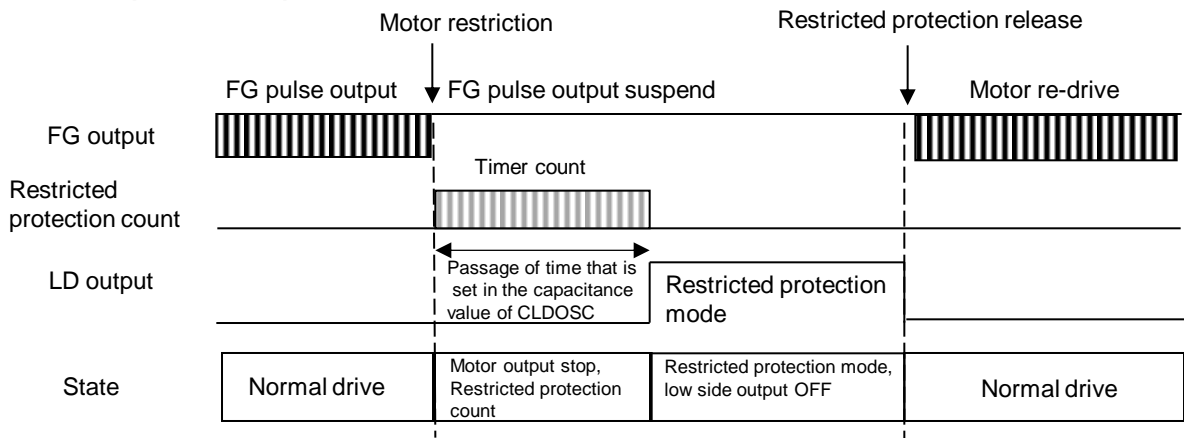 Motor restriction
Restricted protection release
FG pulse output
FG pulse output suspend
Motor re-drive
FG output
Timer count
Restricted
protection count
LD output
Passage of time that is
set in the capacitance
value of CLDOSC
Restricted protection
mode
State
Normal drive
Motor output stop,
Restricted protection
count
Restricted protection mode,
low side output OFF
Normal drive